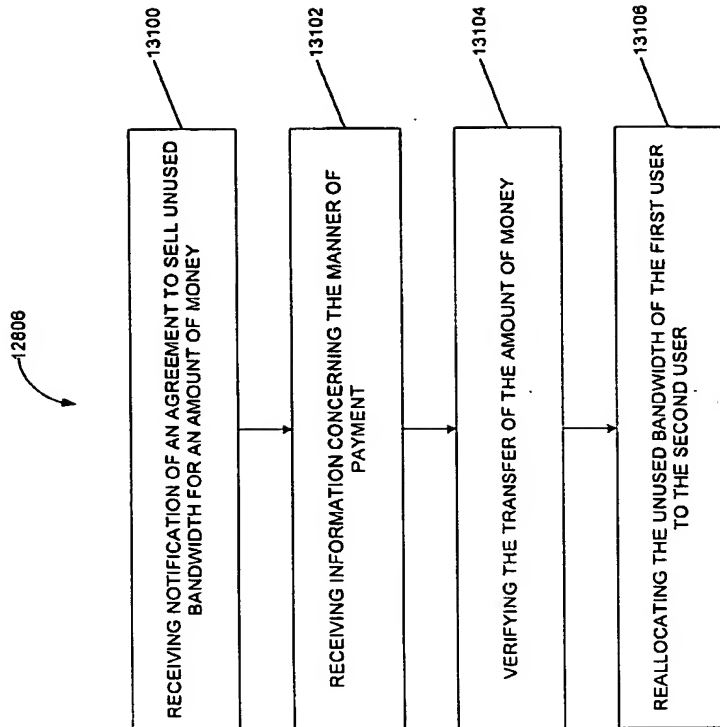 12806
RECEIVING NOTIFICATION OF AN AGREEMENT TO SELL UNUSED
BANDWIDTH FOR AN AMOUNT OF MONEY
13100
RECEIVING INFORMATION CONCERNING THE MANNER OF
PAYMENT
13102
VERIFYING THE TRANSFER OF THE AMOUNT OF MONEY
13104
REALLOCATING THE UNUSED BANDWIDTH OF THE FIRST USER
TO THE SECOND USER
13106